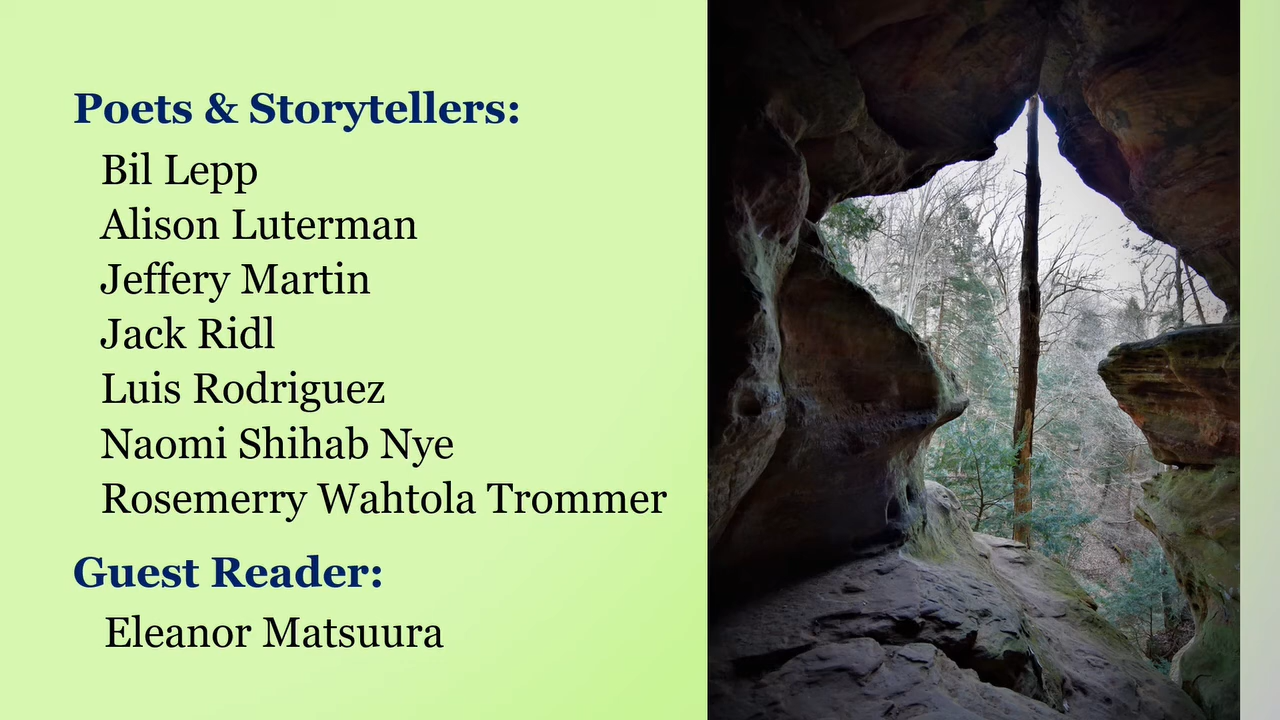 Poets & Storytellers:
Bil Lepp
Alison Luterman
Jeffery Martin
Jack Ridl
Luis Rodriguez
Naomi Shihab Nye
Rosemerry Wahtola Trommer
Guest Reader:
Eleanor Matsuura